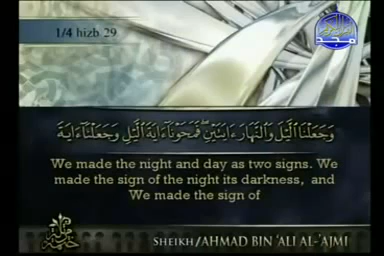 1/4 hizb 29
المجد
وَجَعَلْنَا ٱلَّيْلَ وَٱلنَّهَارَ ءَايَتَيْنِ ۖ فَمَحَوْنَآ ءَايَةَ ٱلَّيْلِ وَجَعَلْنَآ ءَايَةَ
We made the night and day as two signs. We
made the sign of the night its darkness, and
We made the sign of
SHEIKH/AHMAD BIN 'ALI AL-'AJMI